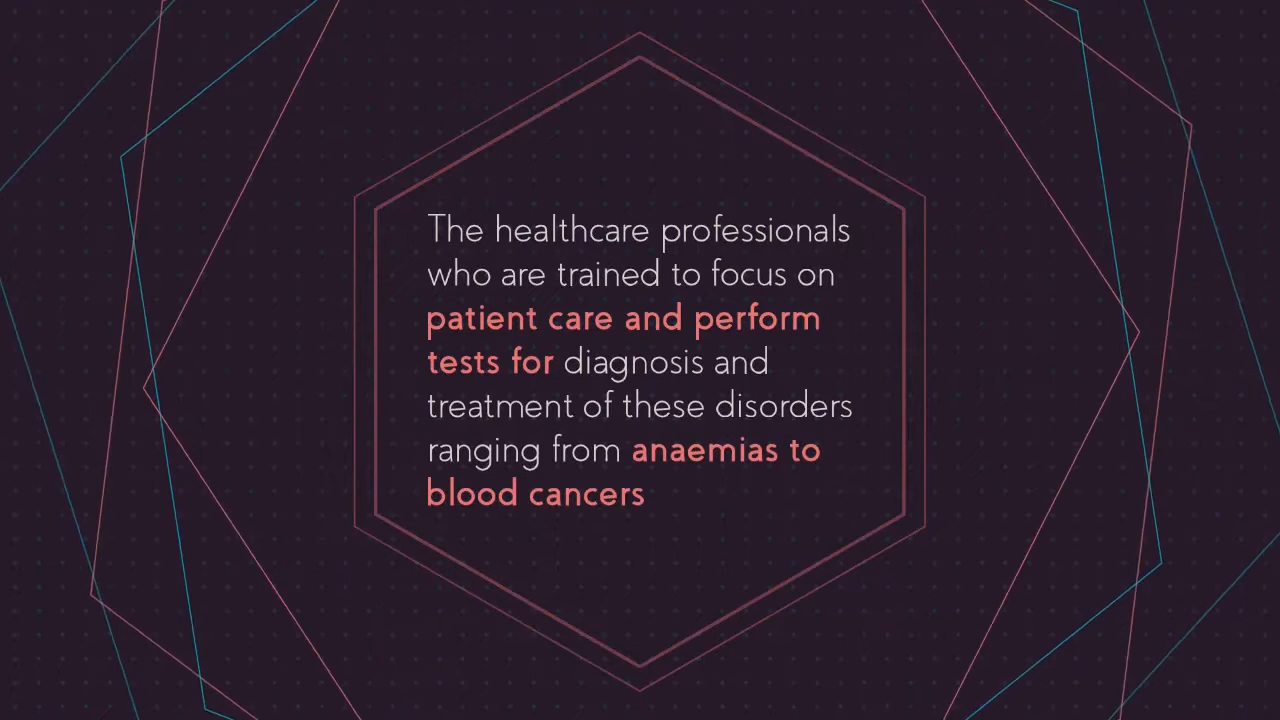 The healthcare professionals
who are trained to focus on
patient care and perform
tests for diagnosis and
treatment of these disorders
ranging from anaemias to
blood cancers